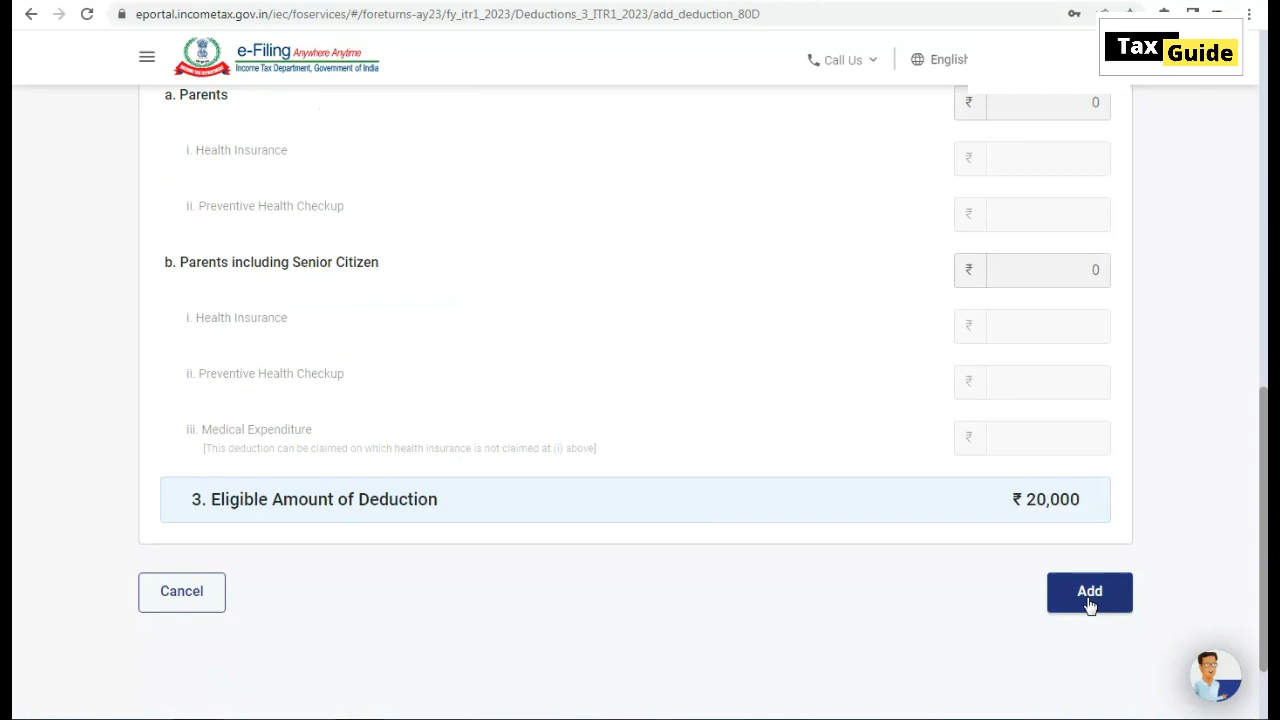 eportal.incometax.gov.in/iec/foservices/#/foreturns-ay23/fy_itr1_2023/Deductions_3_ITR1_2023/add_deduction_80D
e-Filing Anywhere Anytime
Income Tax Department, Government of India
Call Us
English
Tax
Guide
a. Parents
₹ 0
i. Health Insurance
₹
ii. Preventive Health Checkup
₹
b. Parents including Senior Citizen
₹ 0
i. Health Insurance
₹
ii. Preventive Health Checkup
₹
iii. Medical Expenditure
₹
[This deduction can be claimed on which health insurance is not claimed at (i) above]
3. Eligible Amount of Deduction
₹ 20,000
Cancel
Add